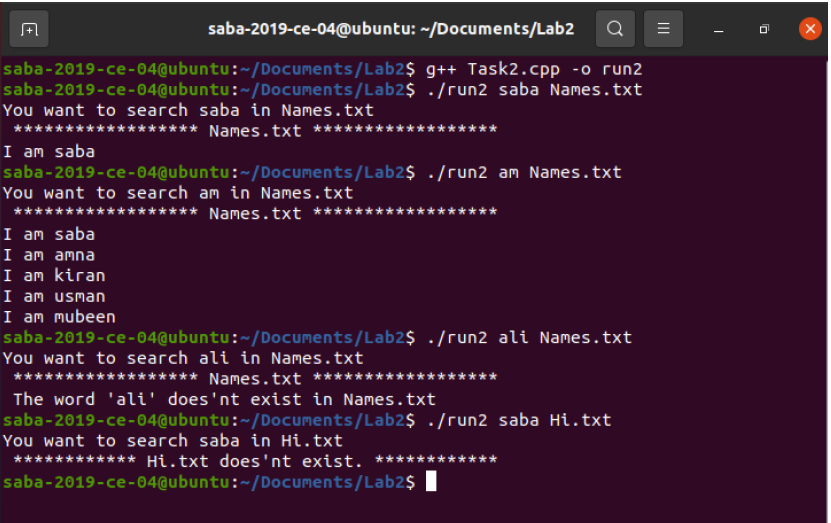 saba-2019-ce-04@ubuntu: ~/Documents/Lab2
saba-2019-ce-04@ubuntu:~/Documents/Lab2$ g++ Task2.cpp -o run2
saba-2019-ce-04@ubuntu:~/Documents/Lab2$ ./run2 saba Names.txt
You want to search saba in Names.txt
 ****************** Names.txt ******************
I am saba
saba-2019-ce-04@ubuntu:~/Documents/Lab2$ ./run2 am Names.txt
You want to search am in Names.txt
 ****************** Names.txt ******************
I am saba
I am amna
I am kiran
I am usman
I am mubeen
saba-2019-ce-04@ubuntu:~/Documents/Lab2$ ./run2 ali Names.txt
You want to search ali in Names.txt
 ****************** Names.txt ******************
 The word 'ali' does'nt exist in Names.txt
saba-2019-ce-04@ubuntu:~/Documents/Lab2$ ./run2 saba Hi.txt
You want to search saba in Hi.txt
 ************ Hi.txt does'nt exist. ************
saba-2019-ce-04@ubuntu:~/Documents/Lab2$